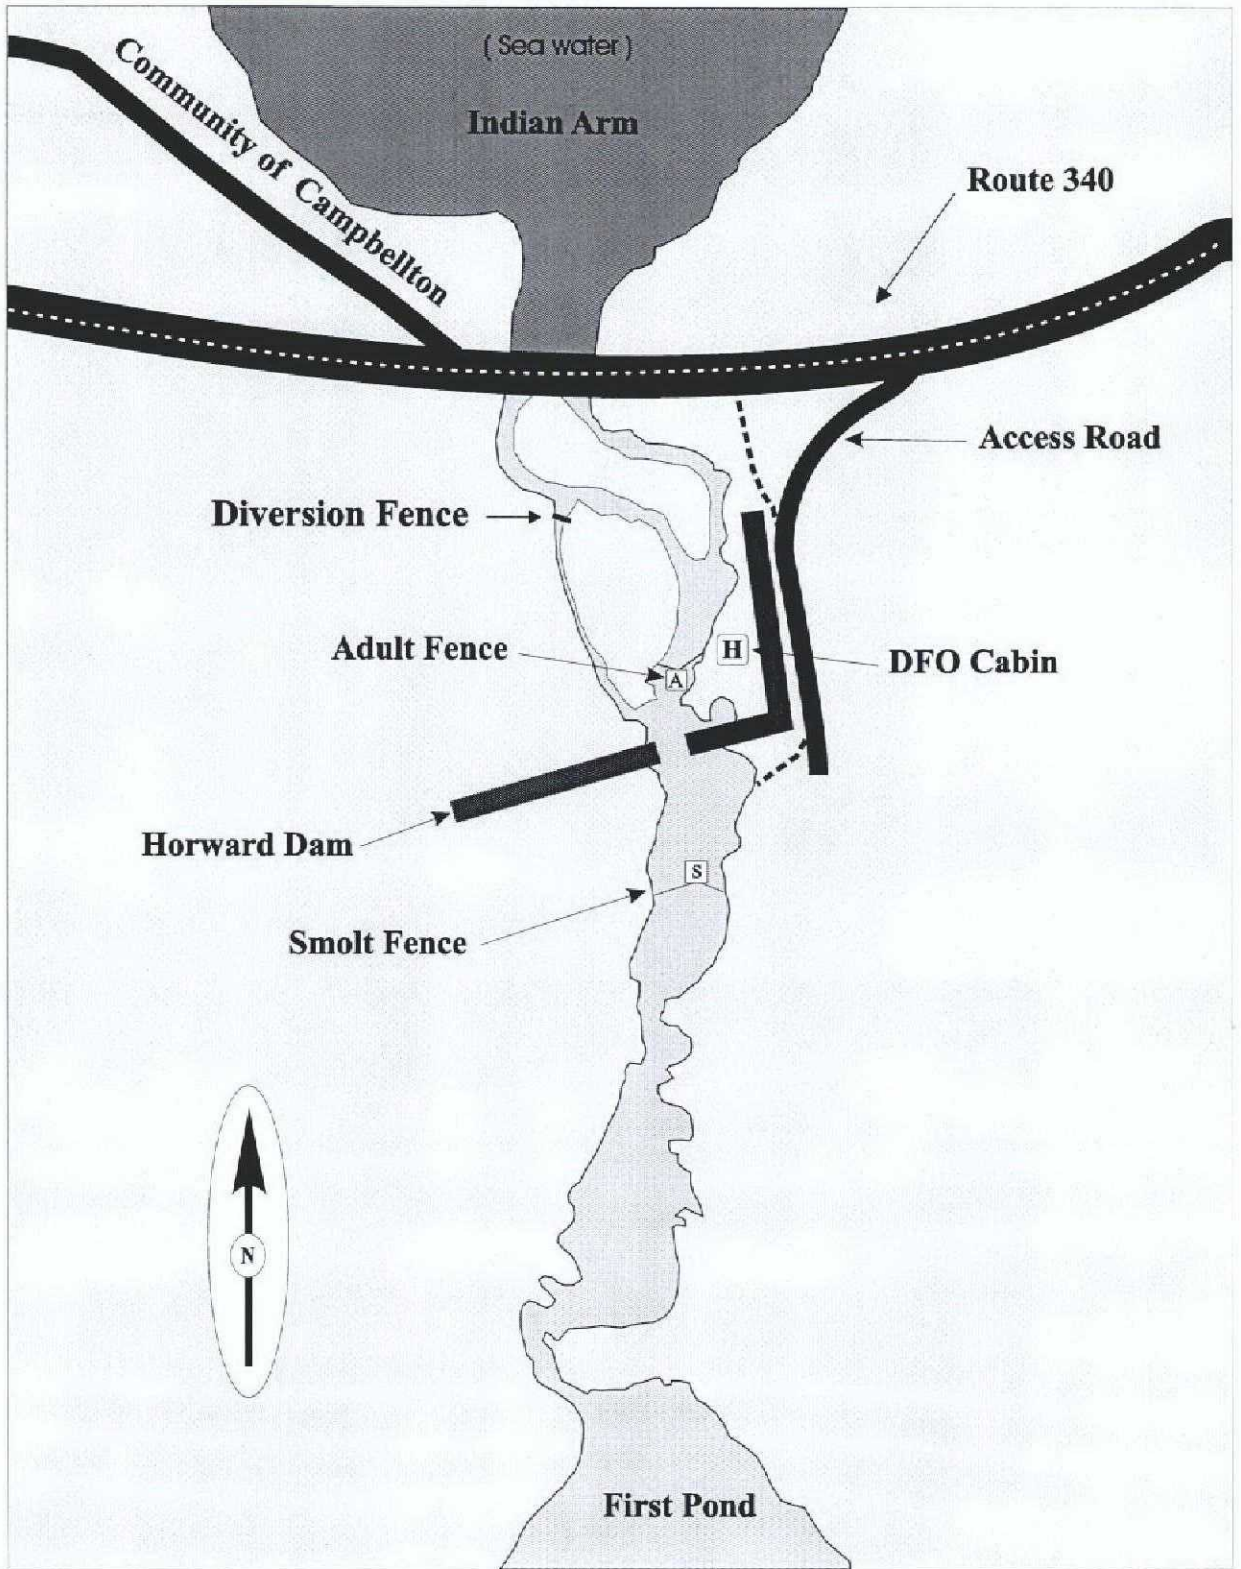 ( Sea water )
Indian Arm
Community of Campbellton
Route 340
Access Road
Diversion Fence
Adult Fence
H
A
DFO Cabin
Horward Dam
S
Smolt Fence
N
First Pond